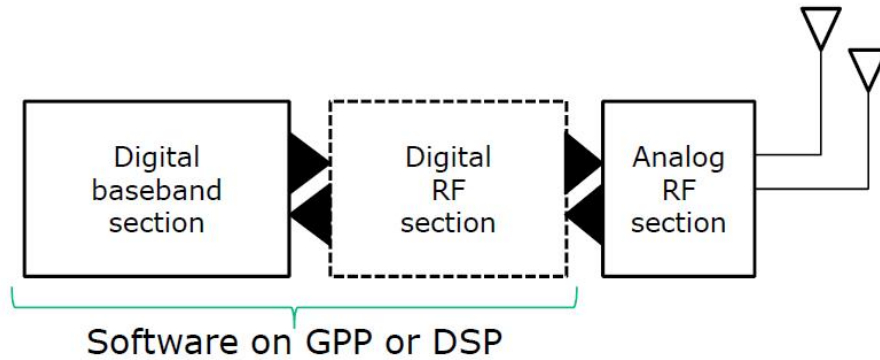 Digital
baseband
section
Digital
RF
section
Analog
RF
section
Software on GPP or DSP